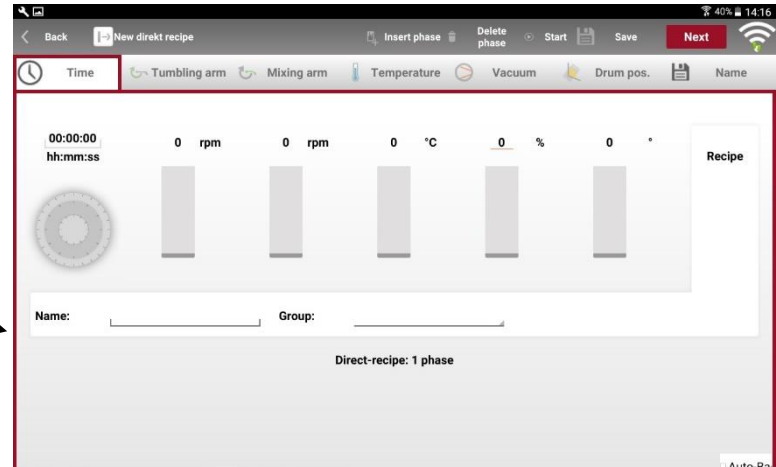 40% 14:16
Back New direkt recipe Insert phase Delete phase Start Save Next
Time Tumbling arm Mixing arm Temperature Vacuum Drum pos. Name
00:00:00 0 rpm 0 rpm 0 °C 0 % 0 °
hh:mm:ss
Recipe
Name: Group:
Direct-recipe: 1 phase
Auto-Ba